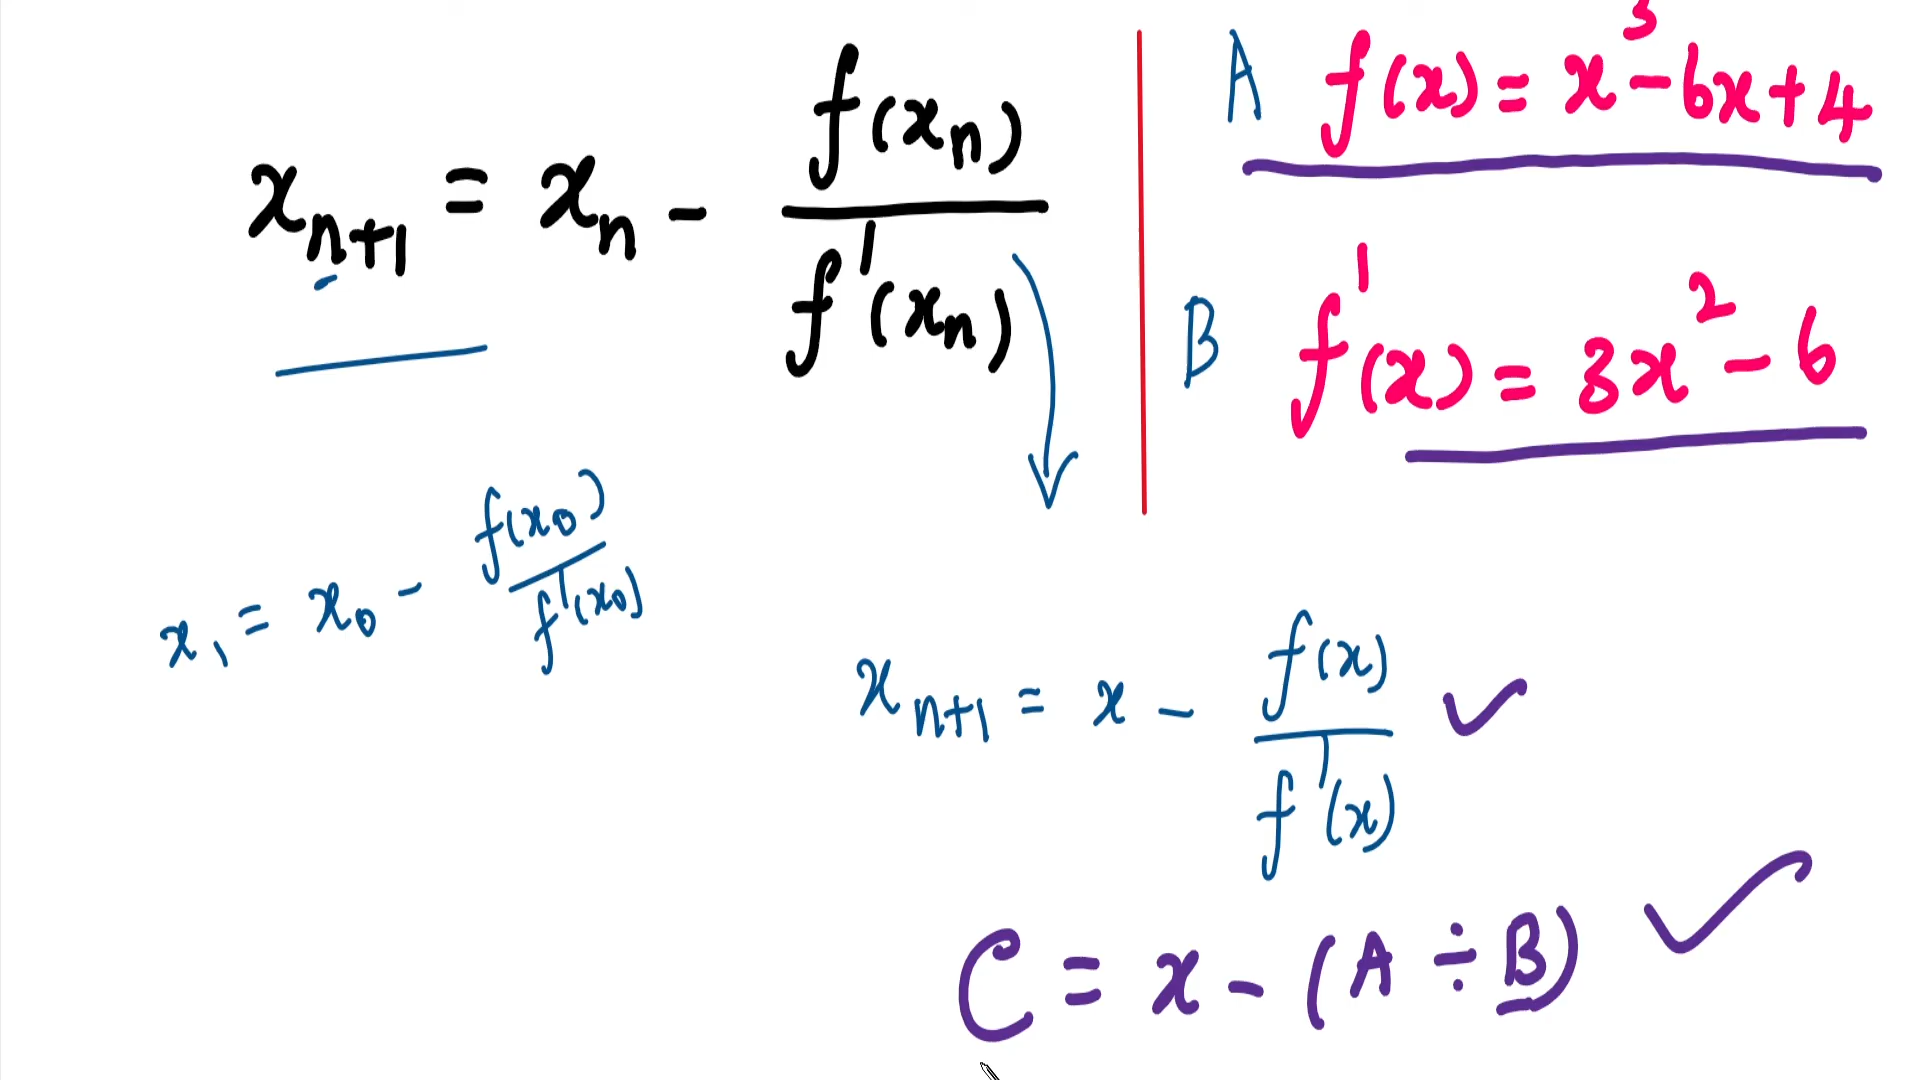 xₙ₊₁ = xₙ - f(xₙ) / f'(xₙ)
A f(x) = x³ - 6x + 4
B f'(x) = 3x² - 6
x₁ = x₀ - f(x₀) / f'(x₀)
xₙ₊₁ = x - f(x) / f'(x) ✓
C = x - (A ÷ B) ✓